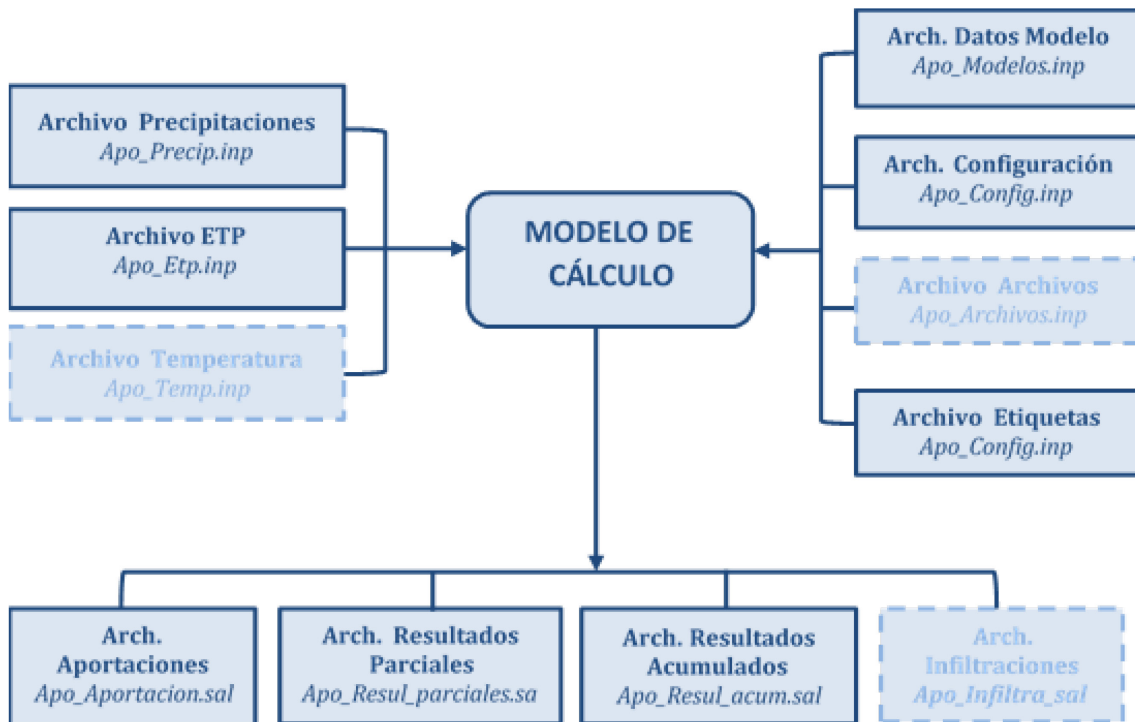 Archivo Precipitaciones
Apo_Precip.inp
Archivo ETP
Apo_Etp.inp
Archivo Temperatura
Apo_Temp.inp
MODELO DE
CÁLCULO
Arch. Datos Modelo
Apo_Modelos.inp
Arch. Configuración
Apo_Config.inp
Archivo Archivos
Apo_Archivos.inp
Archivo Etiquetas
Apo_Config.inp
Arch.
Aportaciones
Apo_Aportacion.sal
Arch. Resultados
Parciales
Apo_Resul_parciales.sa
Arch. Resultados
Acumulados
Apo_Resul_acum.sal
Arch.
Infiltraciones
Apo_Infiltra_sal